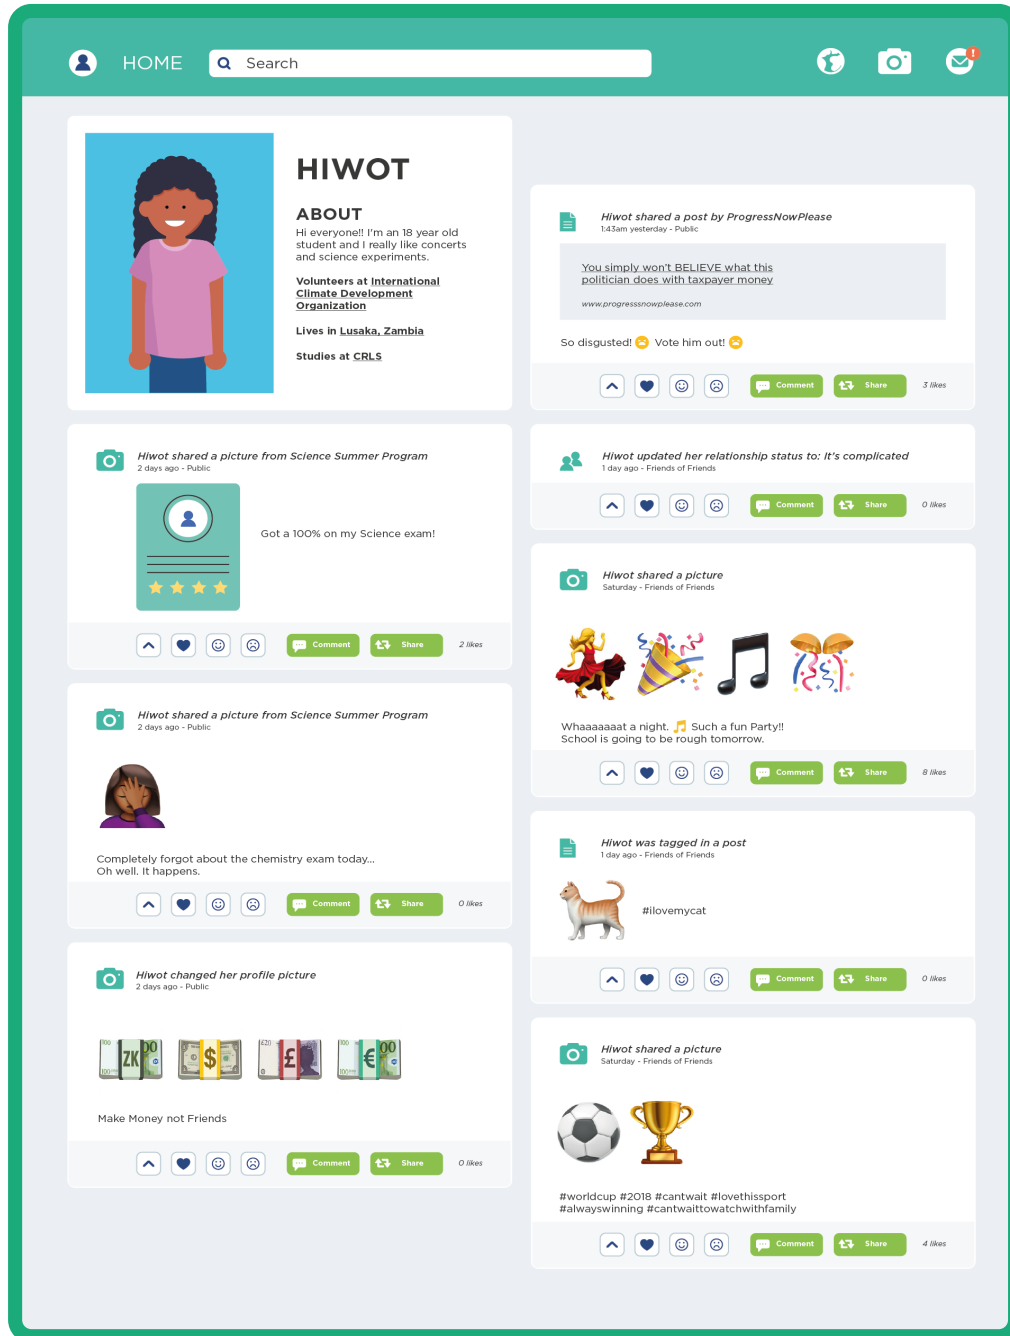 HOME
Search
HIWOT
ABOUT
Hi everyone!! I'm an 18 year old
student and I really like concerts
and science experiments.
Volunteers at International
Climate Development
Organization
Lives in Lusaka, Zambia
Studies at CRLS
Hiwot shared a picture from Science Summer Program
2 days ago - Public
Got a 100% on my Science exam!
Comment
Share
2 likes
Hiwot shared a picture from Science Summer Program
2 days ago - Public
Completely forgot about the chemistry exam today...
Oh well. It happens.
Comment
Share
0 likes
Hiwot changed her profile picture
2 days ago - Public
100 ZK 00 100
$
£20 £
100 € 00 100
Make Money not Friends
Comment
Share
0 likes
Hiwot shared a post by ProgressNowPlease
1:43am yesterday - Public
You simply won't BELIEVE what this
politician does with taxpayer money
www.progresssnowplease.com
So disgusted! Vote him out!
Comment
Share
3 likes
Hiwot updated her relationship status to: It's complicated
1 day ago - Friends of Friends
Comment
Share
0 likes
Hiwot shared a picture
Saturday - Friends of Friends
Whaaaaaaat a night. Such a fun Party!!
School is going to be rough tomorrow.
Comment
Share
8 likes
Hiwot was tagged in a post
1 day ago - Friends of Friends
#ilovemycat
Comment
Share
0 likes
Hiwot shared a picture
Saturday - Friends of Friends
#worldcup #2018 #cantwait #lovethissport
#alwayswinning #cantwaittowatchwithfamily
Comment
Share
4 likes